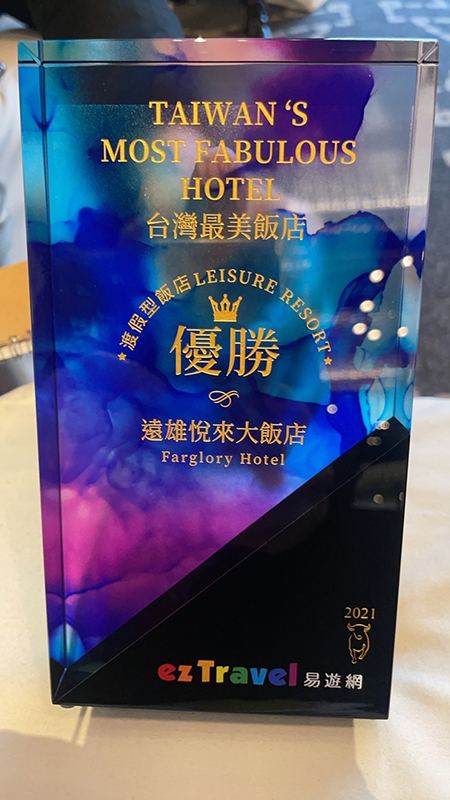 TAIWAN ‘S
MOST FABULOUS
HOTEL
台灣最美飯店
渡假型飯店 LEISURE RESORT
優勝
遠雄悅來大飯店
Farglory Hotel
2021
ezTravel 易遊網